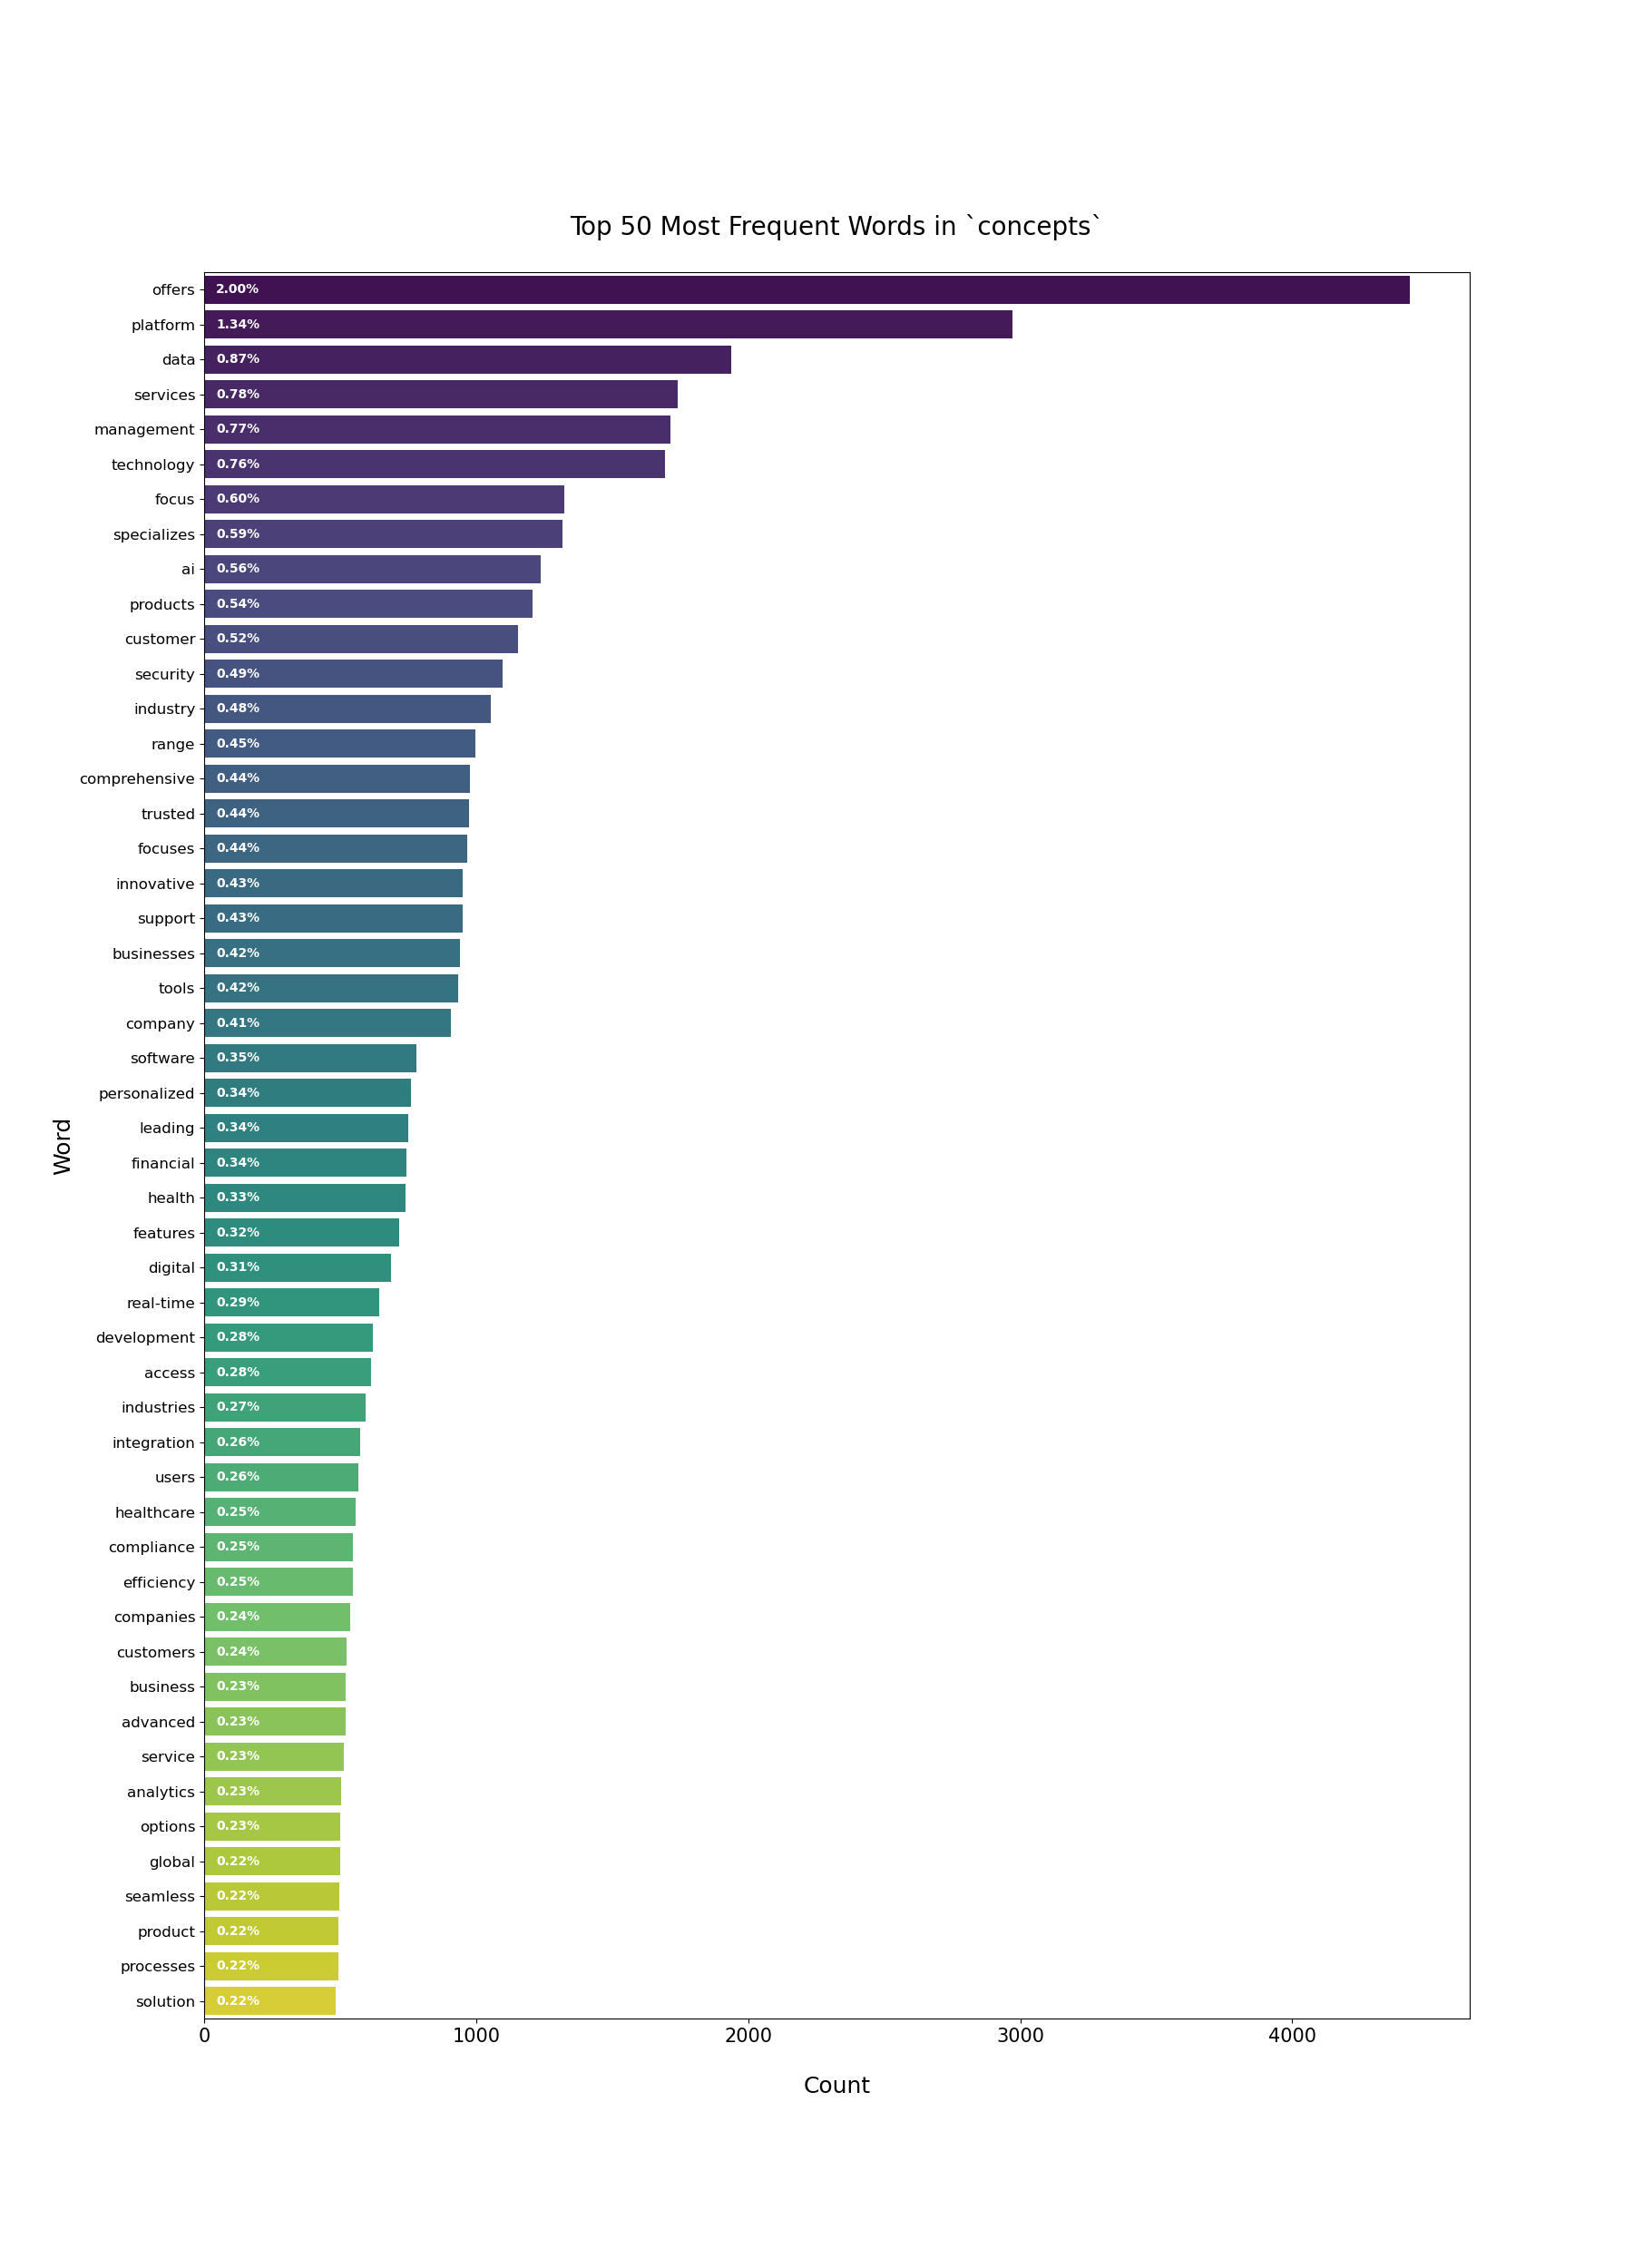 Top 50 Most Frequent Words in `concepts`
offers 2.00%
platform 1.34%
data 0.87%
services 0.78%
management 0.77%
technology 0.76%
focus 0.60%
specializes 0.59%
ai 0.56%
products 0.54%
customer 0.52%
security 0.49%
industry 0.48%
range 0.45%
comprehensive 0.44%
trusted 0.44%
focuses 0.44%
innovative 0.43%
support 0.43%
businesses 0.42%
tools 0.42%
company 0.41%
software 0.35%
personalized 0.34%
leading 0.34%
financial 0.34%
health 0.33%
features 0.32%
digital 0.31%
real-time 0.29%
development 0.28%
access 0.28%
industries 0.27%
integration 0.26%
users 0.26%
healthcare 0.25%
compliance 0.25%
efficiency 0.25%
companies 0.24%
customers 0.24%
business 0.23%
advanced 0.23%
service 0.23%
analytics 0.23%
options 0.23%
global 0.22%
seamless 0.22%
product 0.22%
processes 0.22%
solution 0.22%
Word
0 1000 2000 3000 4000
Count